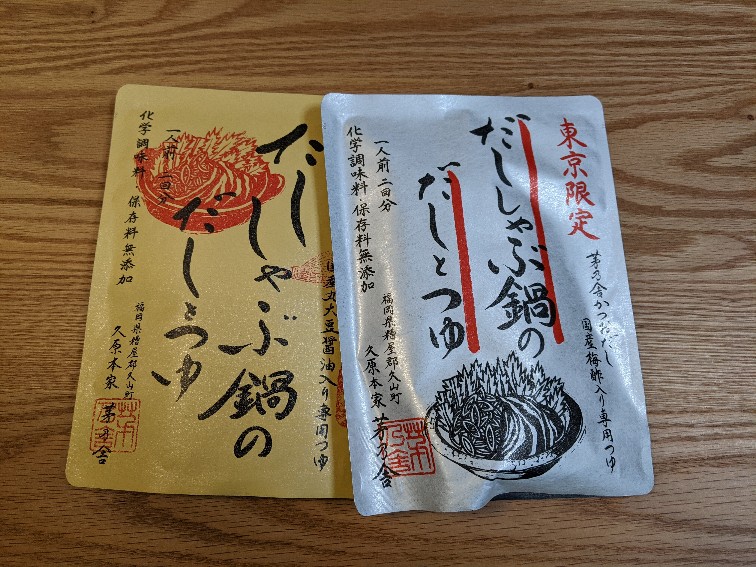 東京限定
だししゃぶ鍋の
だしとつゆ
茅乃舎かつおだし
国産梅酢入り専用つゆ
一人前 二回分
化学調味料・保存料無添加
福岡県糟屋郡久山町
久原本家 茅乃舎
だししゃぶ鍋の
だしとつゆ
国産丸大豆醤油入り専用つゆ
一人前 二回分
化学調味料・保存料無添加
福岡県糟屋郡久山町
久原本家 茅乃舎